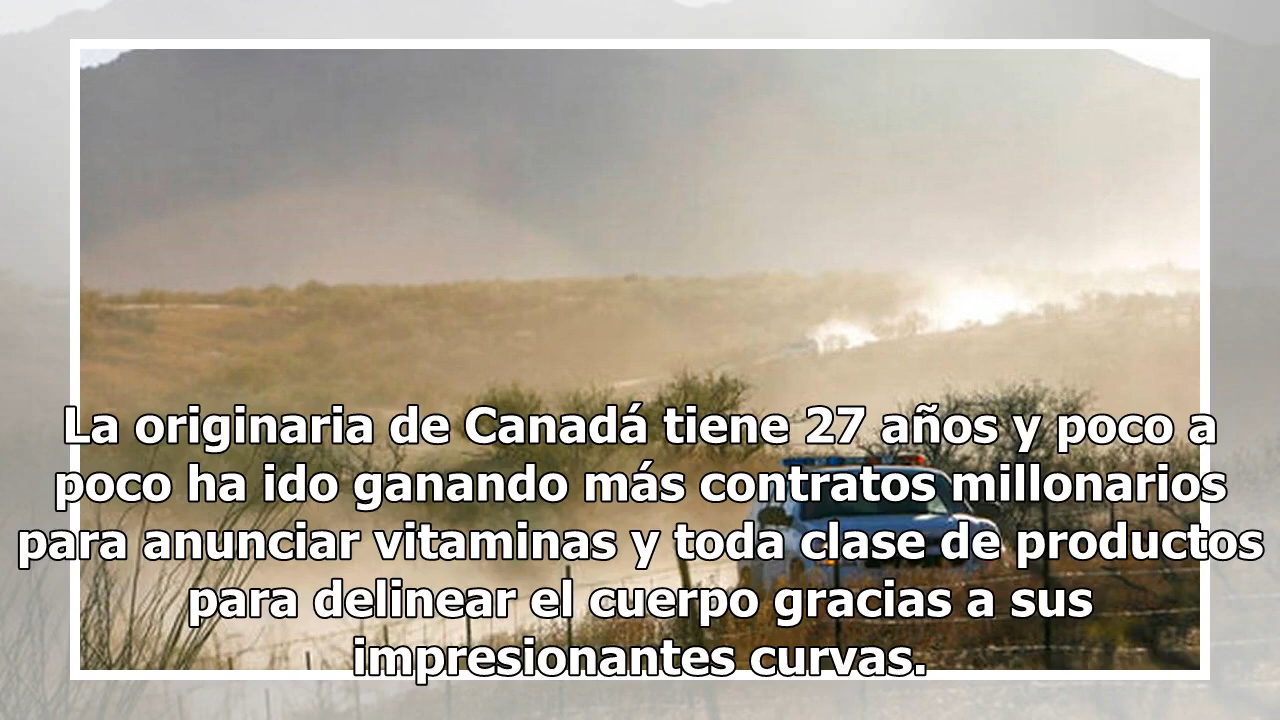 La originaria de Canadá tiene 27 años y poco a
poco ha ido ganando más contratos millonarios
para anunciar vitaminas y toda clase de productos
para delinear el cuerpo gracias a sus
impresionantes curvas.